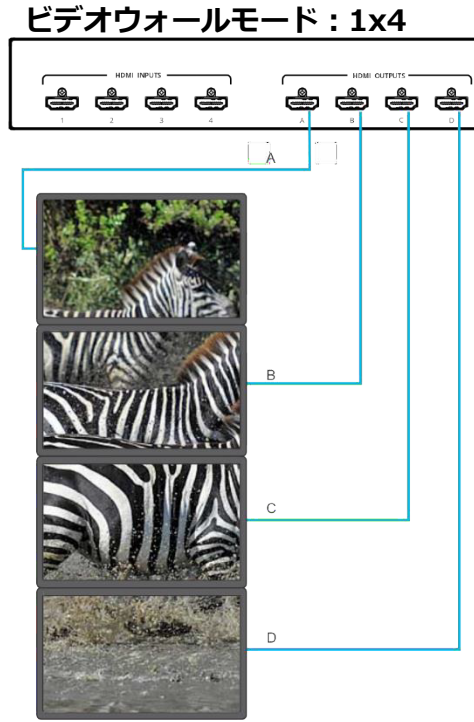 ビデオウォールモード：1x4
HDMI INPUTS
HDMI OUTPUTS
1 2 3 4
A B C D
A
B
C
D